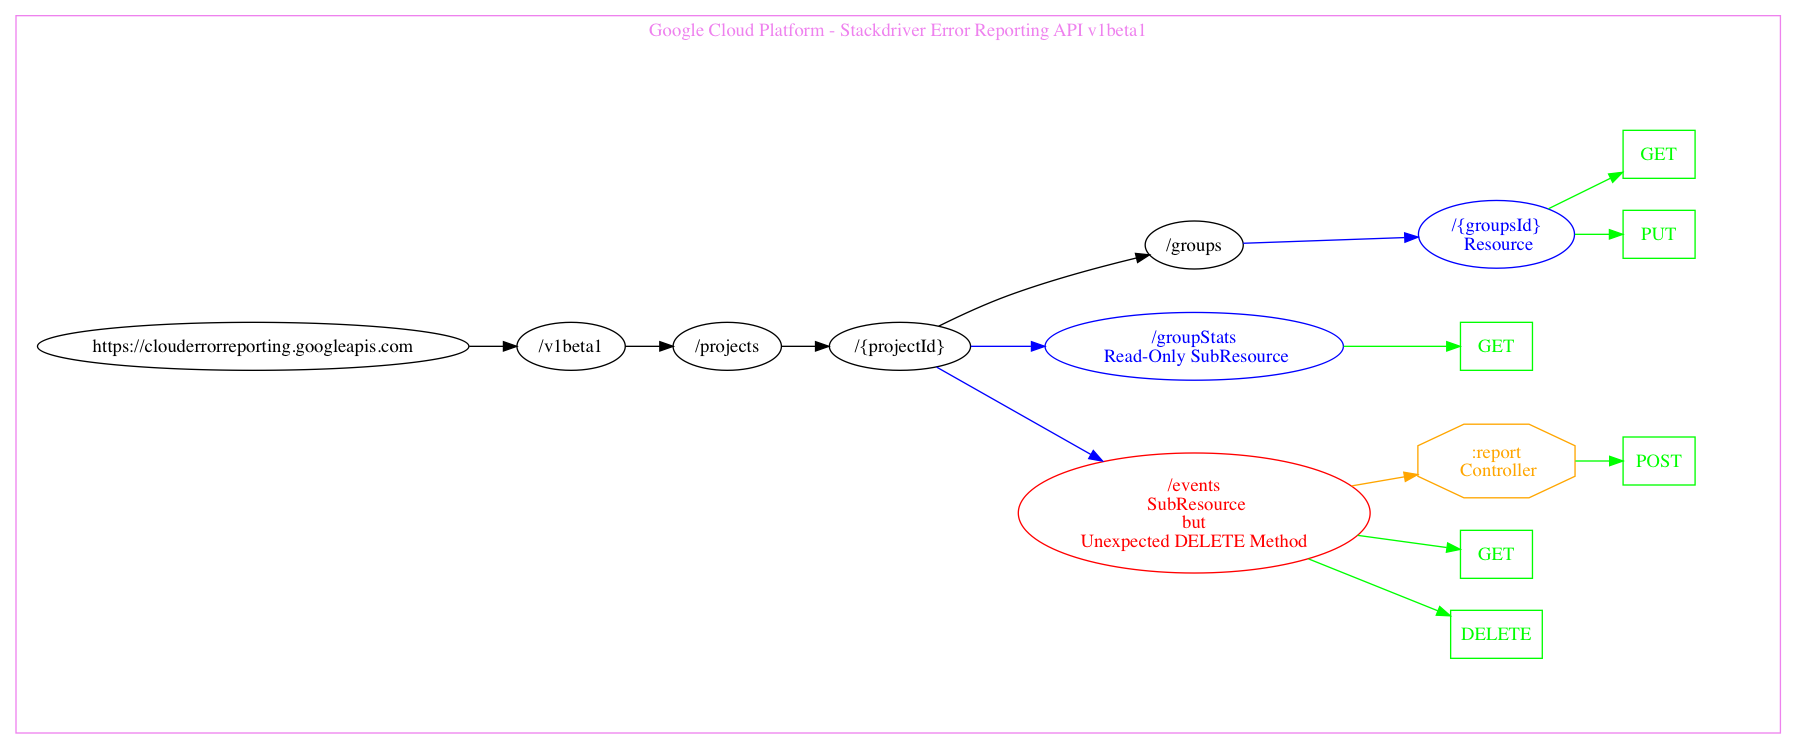 Google Cloud Platform - Stackdriver Error Reporting API v1beta1
https://clouderrorreporting.googleapis.com
/v1beta1
/projects
/{projectId}
/groups
/{groupsId}
Resource
GET
PUT
/groupStats
Read-Only SubResource
GET
/events
SubResource
but
Unexpected DELETE Method
:report
Controller
POST
GET
DELETE